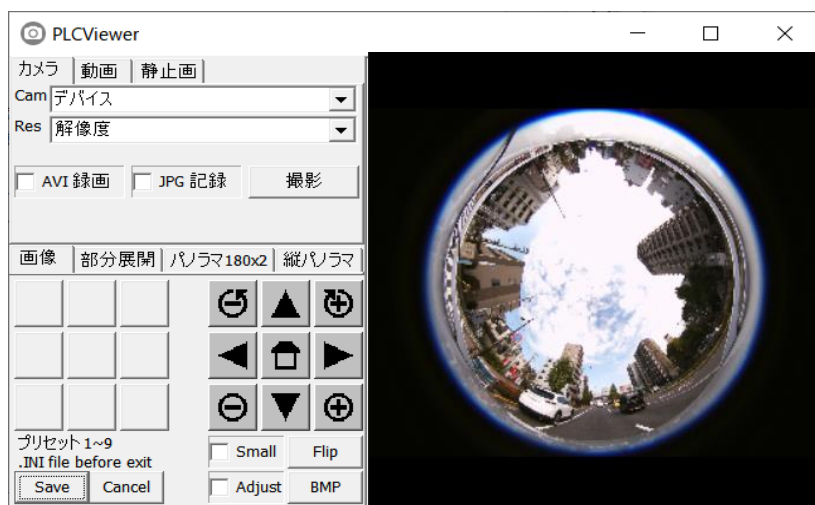 PLCViewer
カメラ 動画 静止画
Cam デバイス
Res 解像度
AVI 録画 JPG 記録 撮影
画像 部分展開 パノラマ180x2 縦パノラマ
プリセット 1~9
.INI file before exit
Small Flip
Save Cancel Adjust BMP